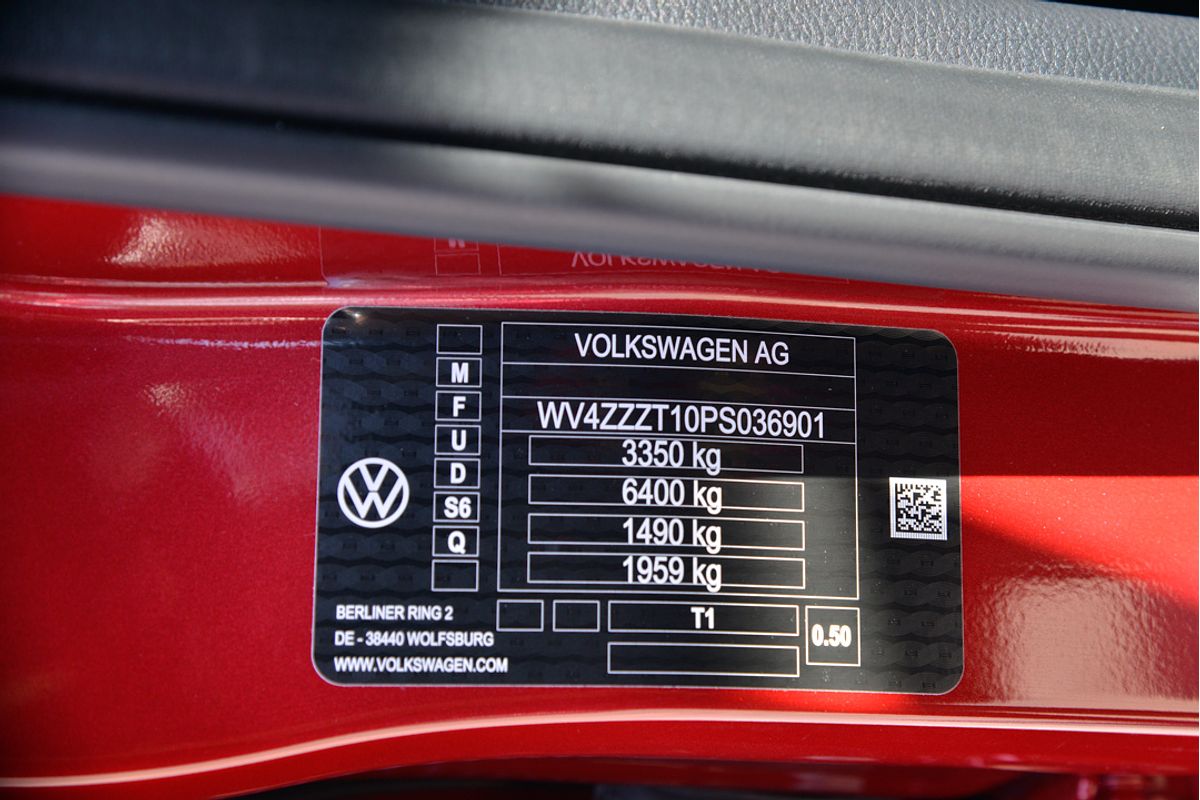 VOLKSWAGEN AG
M
F
U
D
S6
Q
WV4ZZZT10PS036901
3350 kg
6400 kg
1490 kg
1959 kg
T1
0.50
BERLINER RING 2
DE - 38440 WOLFSBURG
WWW.VOLKSWAGEN.COM